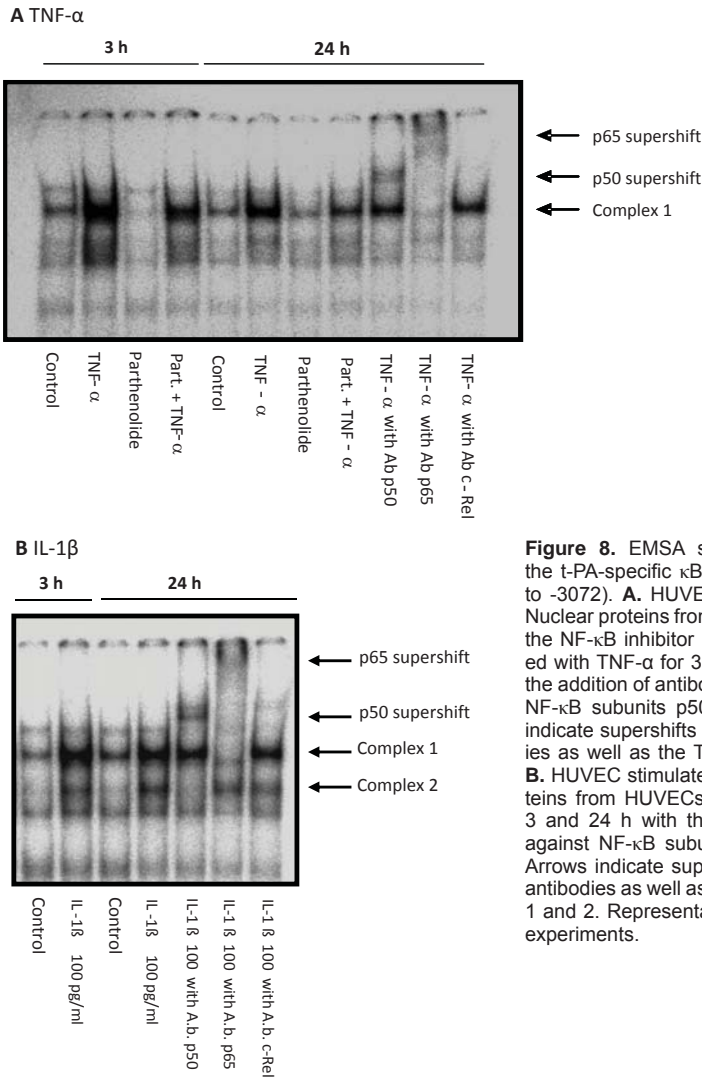 A TNF-α
3 h
24 h
p65 supershift
p50 supershift
Complex 1
Control
TNF- α
Parthenolide
Part. + TNF-α
Control
TNF - α
Parthenolide
Part. + TNF - α
TNF- α with Ab p50
TNF-α with Ab p65
TNF- α with Ab c - Rel
B IL-1β
3 h
24 h
p65 supershift
p50 supershift
Complex 1
Complex 2
Control
IL -1ß 100 pg/ml
Control
IL -1ß 100 pg/ml
IL-1 ß 100 with A.b. p50
IL-1 ß 100 with A.b. p65
IL-1 ß 100 with A.b. c-Rel
Figure 8. EMSA s
the t-PA-specific κB
to -3072). A. HUVE
Nuclear proteins from
the NF-κB inhibitor
ed with TNF-α for 3
the addition of antibo
NF-κB subunits p50
indicate supershifts
ies as well as the T
B. HUVEC stimulate
teins from HUVECs
3 and 24 h with th
against NF-κB subu
Arrows indicate sup
antibodies as well as
1 and 2. Representa
experiments.